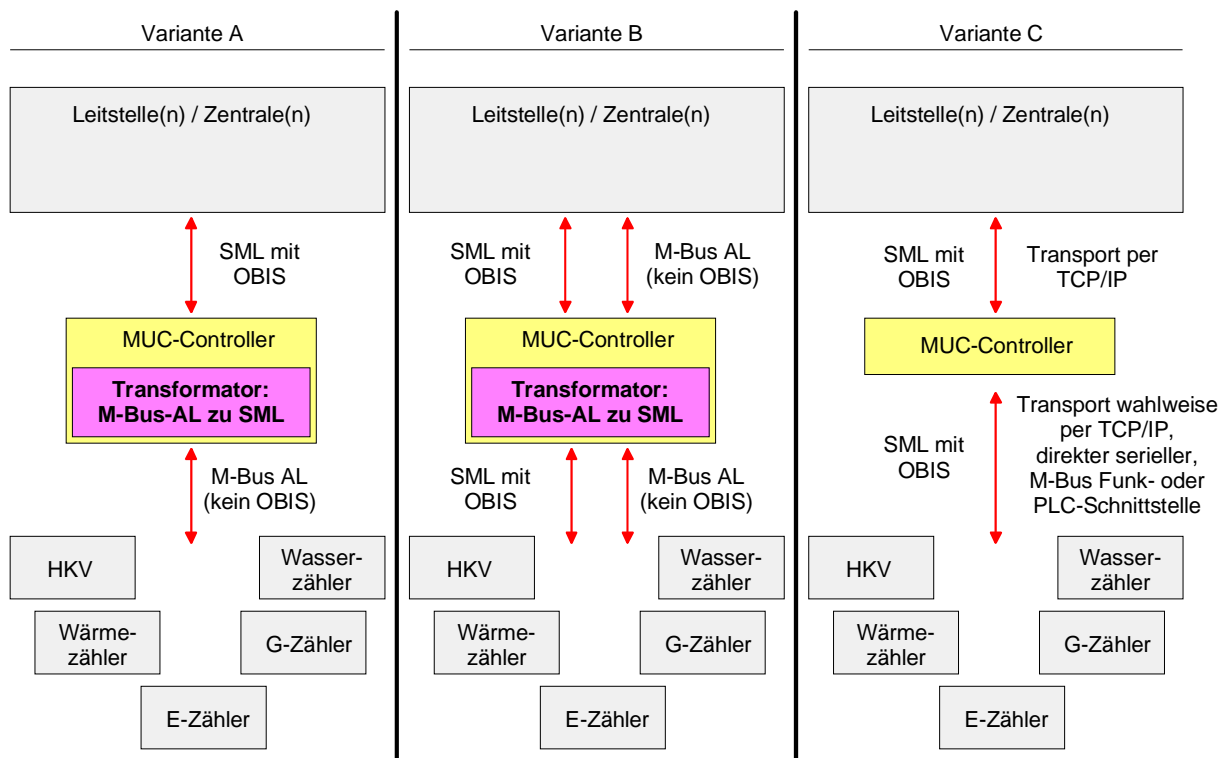 Variante A
Leitstelle(n) / Zentrale(n)
SML mit
OBIS
MUC-Controller
Transformator:
M-Bus-AL zu SML
M-Bus AL
(kein OBIS)
HKV
Wasser-
zähler
Wärme-
zähler
G-Zähler
E-Zähler
Variante B
Leitstelle(n) / Zentrale(n)
SML mit
OBIS
M-Bus AL
(kein OBIS)
MUC-Controller
Transformator:
M-Bus-AL zu SML
SML mit
OBIS
M-Bus AL
(kein OBIS)
HKV
Wasser-
zähler
Wärme-
zähler
G-Zähler
E-Zähler
Variante C
Leitstelle(n) / Zentrale(n)
SML mit
OBIS
Transport per
TCP/IP
MUC-Controller
SML mit
OBIS
Transport wahlweise
per TCP/IP,
direkter serieller,
M-Bus Funk- oder
PLC-Schnittstelle
HKV
Wasser-
zähler
Wärme-
zähler
G-Zähler
E-Zähler